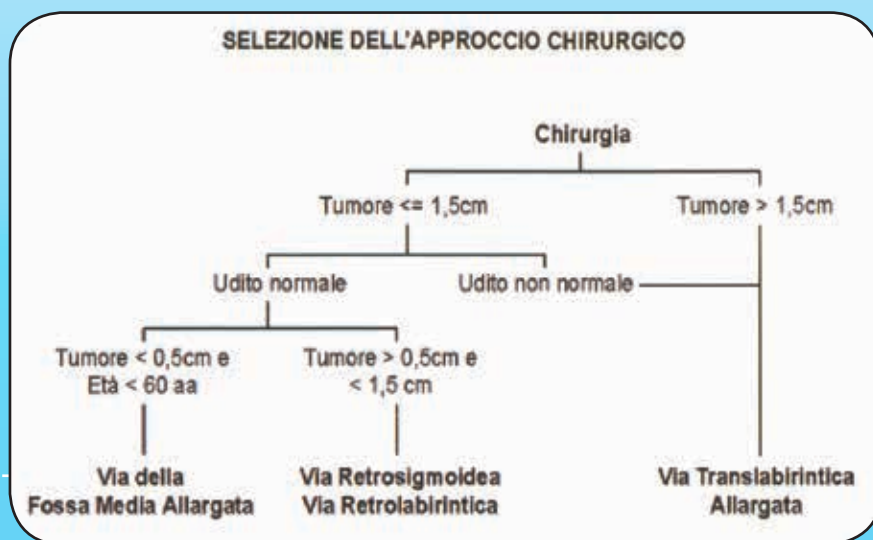 SELEZIONE DELL'APPROCCIO CHIRURGICO
Chirurgia
Tumore <= 1,5cm
Tumore > 1,5cm
Udito normale
Udito non normale
Tumore < 0,5cm e
Età < 60 aa
Tumore > 0,5cm e
< 1,5 cm
Via della
Fossa Media Allargata
Via Retrosigmoidea
Via Retrolabirintica
Via Translabirintica
Allargata